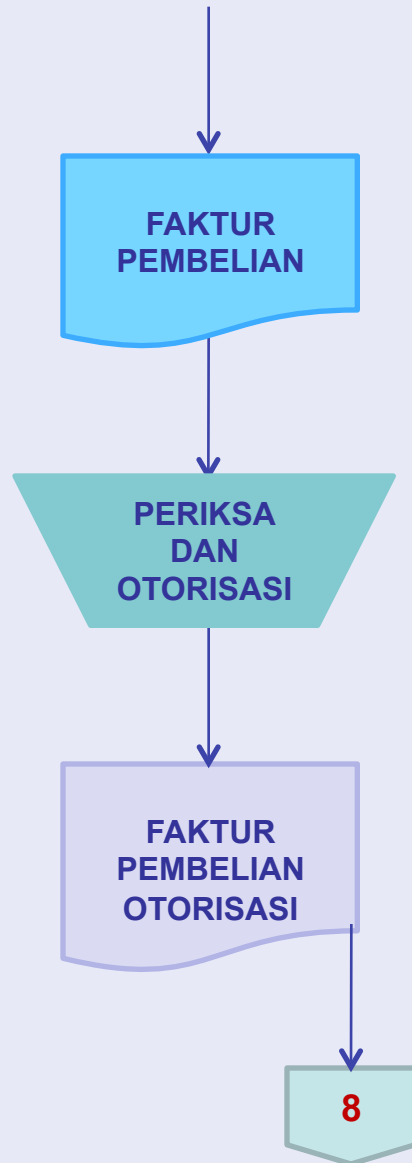 FAKTUR
PEMBELIAN
PERIKSA
DAN
OTORISASI
FAKTUR
PEMBELIAN
OTORISASI
8